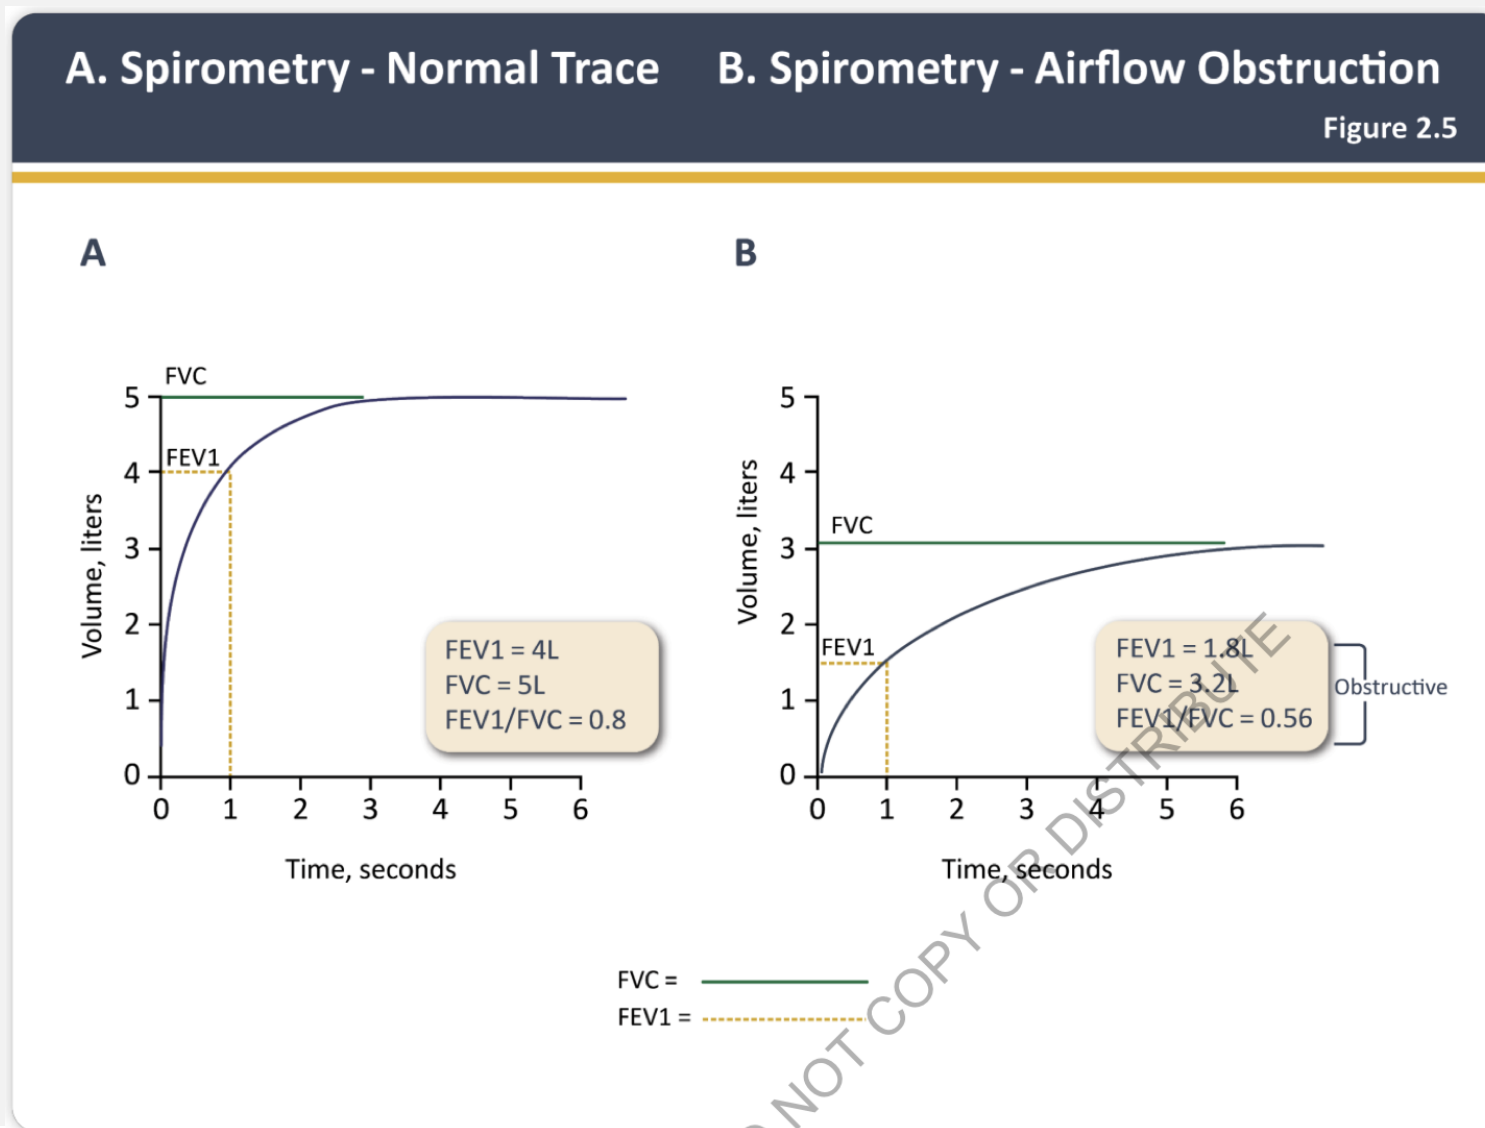 A. Spirometry - Normal Trace
B. Spirometry - Airflow Obstruction
Figure 2.5
A
FVC
5
FEV1
4
3
2
1
0
Volume, liters
0 1 2 3 4 5 6
Time, seconds
FEV1 = 4L
FVC = 5L
FEV1/FVC = 0.8
B
5
4
FVC
3
2
FEV1
1
0
Volume, liters
0 1 2 3 4 5 6
Time, seconds
FEV1 = 1.8L
FVC = 3.2L
FEV1/FVC = 0.56
Obstructive
FVC =
FEV1 =
NOT COPY OR DISTRIBUTE